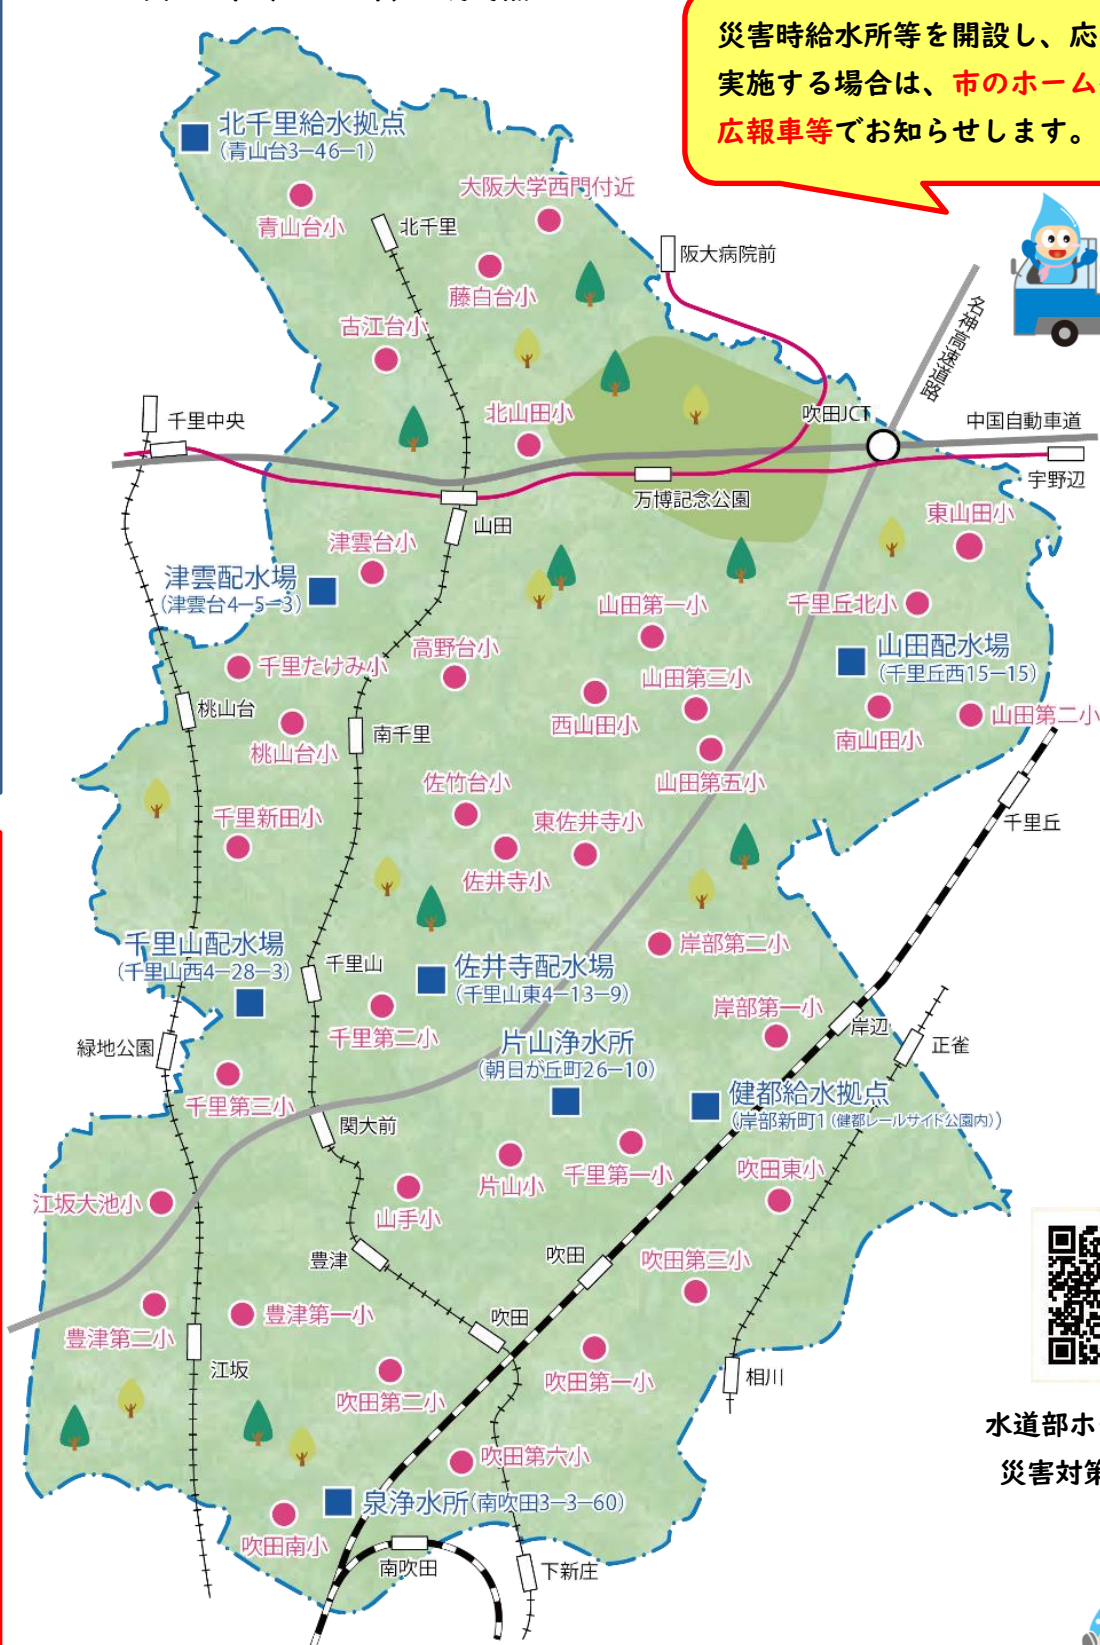 災害時給水所等を開設し、応
実施する場合は、市のホーム
広報車等でお知らせします。
北千里給水拠点
(青山台3−46−1)
大阪大学西門付近
青山台小
北千里
阪大病院前
藤白台小
名神高速道路
古江台小
千里中央
北山田小
吹田JCT
中国自動車道
宇野辺
万博記念公園
山田
東山田小
津雲台小
津雲配水場
(津雲台4−5−3)
山田第一小
千里丘北小
山田配水場
(千里丘西15−15)
千里たけみ小
高野台小
山田第三小
桃山台
西山田小
山田第二小
南千里
桃山台小
南山田小
山田第五小
佐竹台小
千里新田小
東佐井寺小
千里丘
佐井寺小
千里山配水場
(千里山西4−28−3)
千里山
佐井寺配水場
(千里山東4−13−9)
岸部第二小
岸部第一小
岸辺
千里第二小
片山浄水所
(朝日が丘町26−10)
緑地公園
正雀
健都給水拠点
(岸部新町1(健都レールサイド公園内))
千里第三小
関大前
千里第一小
吹田東小
片山小
江坂大池小
山手小
豊津
吹田
吹田第三小
豊津第一小
吹田
豊津第二小
江坂
吹田第一小
相川
吹田第二小
水道部ホ
吹田第六小
災害対策
泉浄水所(南吹田3−3−60)
吹田南小
南吹田
下新庄